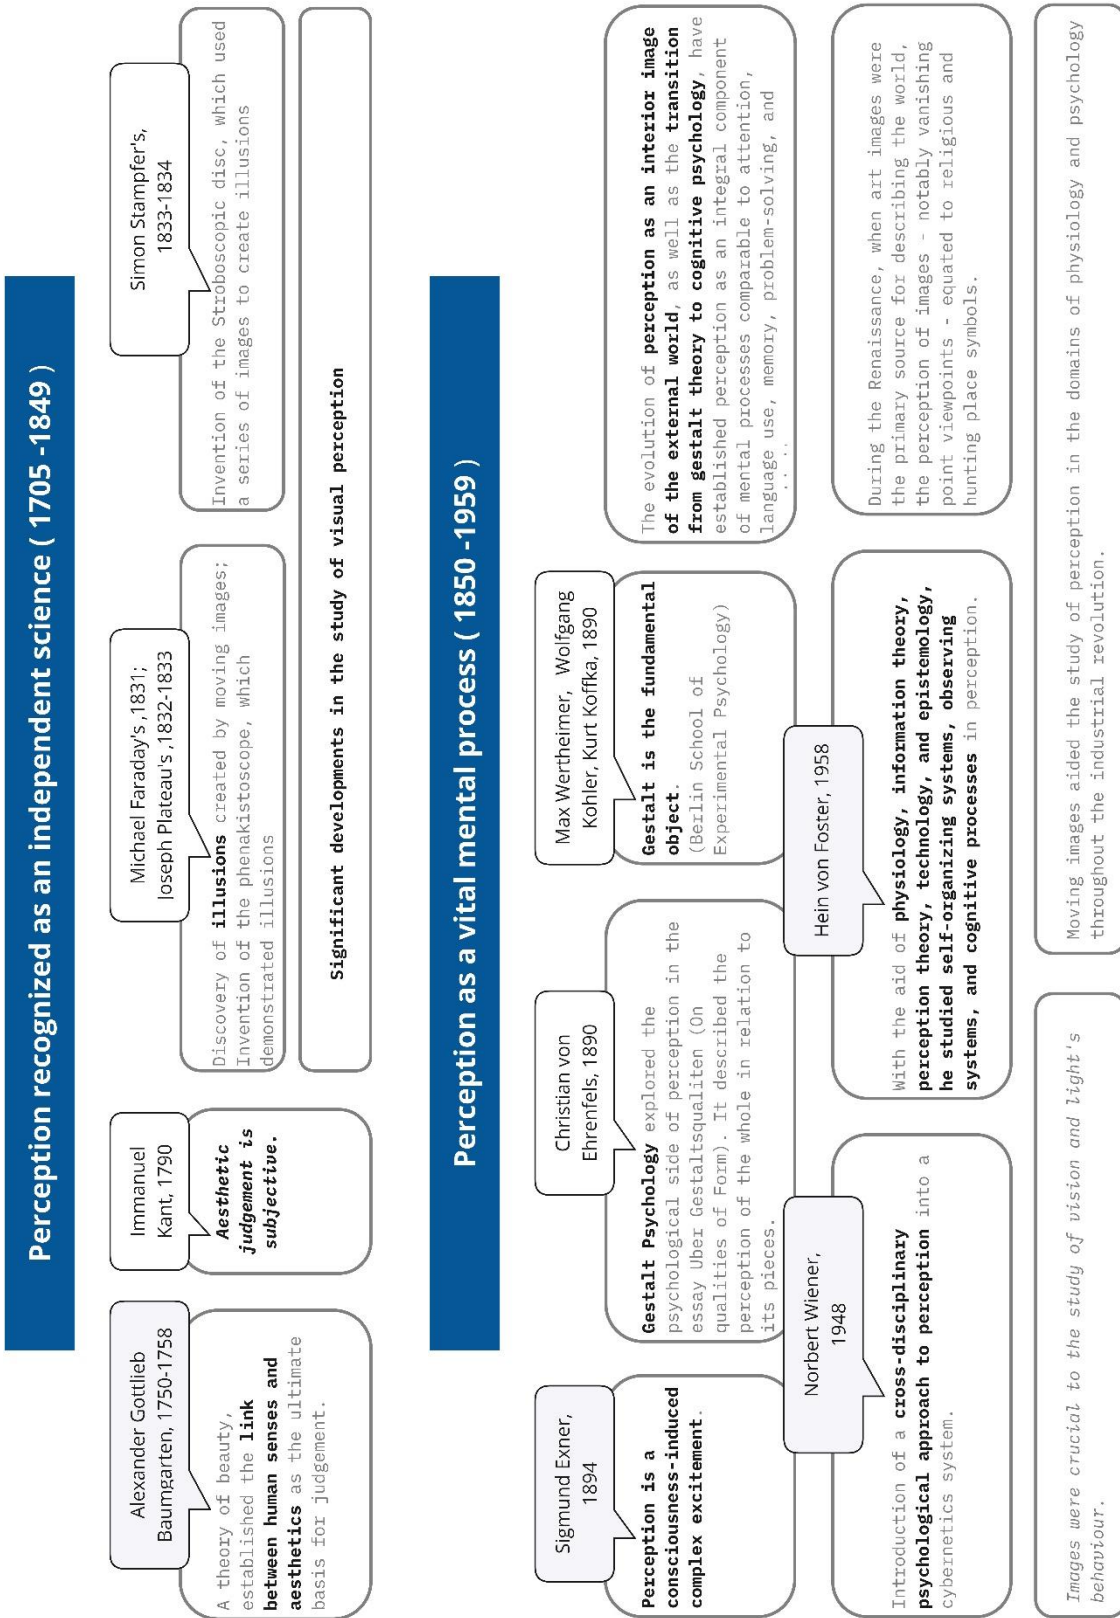 Perception recognized as an independent science ( 1705 -1849 )
Alexander Gottlieb
Baumgarten, 1750-1758
A theory of beauty,
established the link
between human senses and
aesthetics as the ultimate
basis for judgement.
Immanuel
Kant, 1790
Aesthetic
judgement is
subjective.
Michael Faraday's ,1831;
Joseph Plateau's ,1832-1833
Discovery of illusions created by moving images;
Invention of the phenakistoscope, which
demonstrated illusions
Simon Stampfer's,
1833-1834
Invention of the Stroboscopic disc, which used
a series of images to create illusions
Significant developments in the study of visual perception
Perception as a vital mental process ( 1850 -1959 )
Sigmund Exner,
1894
Perception is a
consciousness-induced
complex excitement.
Christian von
Ehrenfels, 1890
Gestalt Psychology explored the
psychological side of perception in the
essay Uber Gestaltsqualiten (On
qualities of Form). It described the
perception of the whole in relation to
its pieces.
Max Wertheimer, Wolfgang
Kohler, Kurt Koffka, 1890
Gestalt is the fundamental
object.
(Berlin School of
Experimental Psychology)
The evolution of perception as an interior image
of the external world, as well as the transition
from gestalt theory to cognitive psychology, have
established perception as an integral component
of mental processes comparable to attention,
language use, memory, problem-solving, and
Norbert Wiener,
1948
Introduction of a cross-disciplinary
psychological approach to perception into a
cybernetics system.
Hein von Foster, 1958
With the aid of physiology, information theory,
perception theory, technology, and epistemology,
he studied self-organizing systems, observing
systems, and cognitive processes in perception.
During the Renaissance, when art images were
the primary source for describing the world,
the perception of images - notably vanishing
point viewpoints - equated to religious and
hunting place symbols.
Images were crucial to the study of vision and light's
behaviour.
Moving images aided the study of perception in the domains of physiology and psychology
throughout the industrial revolution.